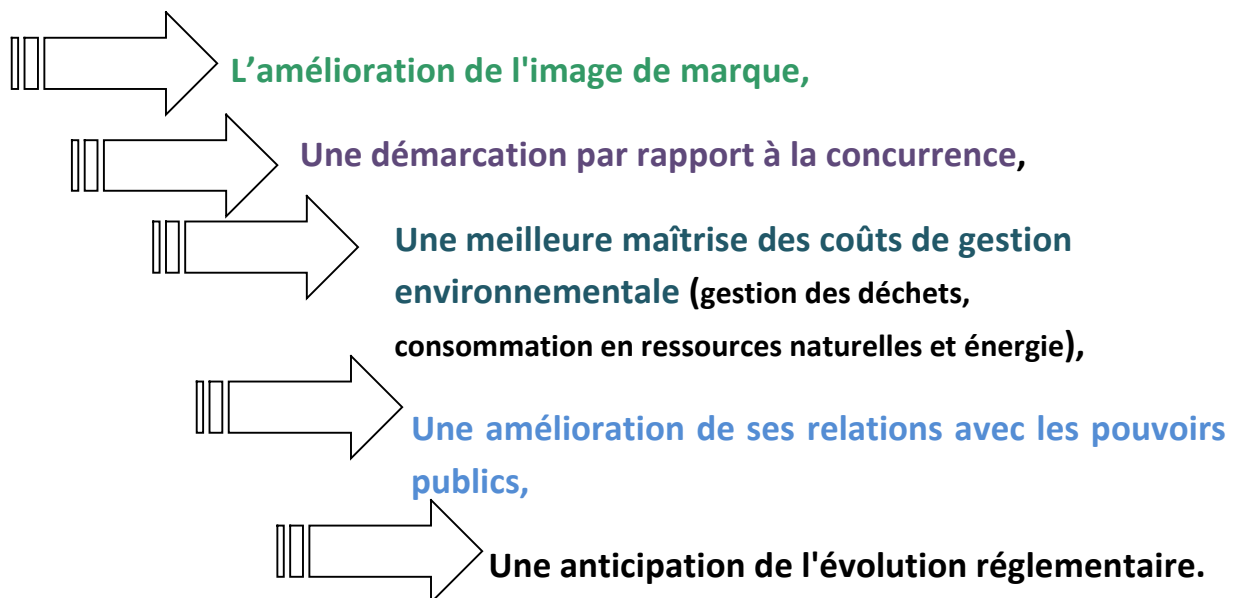 L’amélioration de l'image de marque,
Une démarcation par rapport à la concurrence,
Une meilleure maîtrise des coûts de gestion
environnementale (gestion des déchets,
consommation en ressources naturelles et énergie),
Une amélioration de ses relations avec les pouvoirs
publics,
Une anticipation de l'évolution réglementaire.